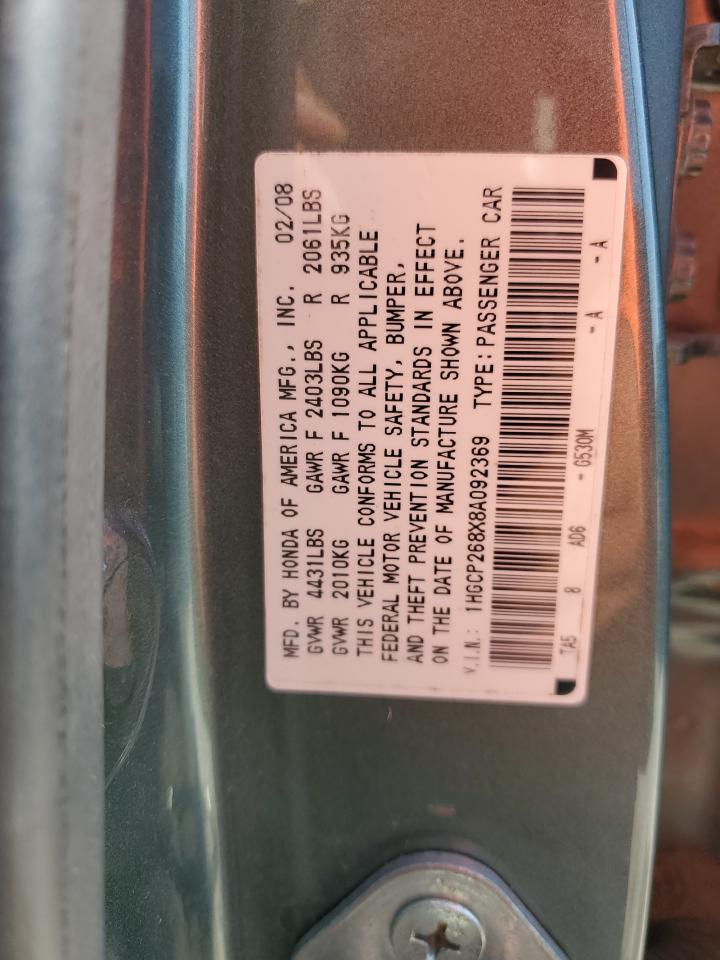 MFD. BY HONDA OF AMERICA MFG., INC. 02/08
GVWR 4431LBS GAWR F 2403LBS R 2061LBS
GVWR 2010KG GAWR F 1090KG R 935KG
THIS VEHICLE CONFORMS TO ALL APPLICABLE
FEDERAL MOTOR VEHICLE SAFETY, BUMPER,
AND THEFT PREVENTION STANDARDS IN EFFECT
ON THE DATE OF MANUFACTURE SHOWN ABOVE.
V.I.N.: 1HGCP268X8A092369 TYPE: PASSENGER CAR
TA5 8 AD6 - G530M - A - A